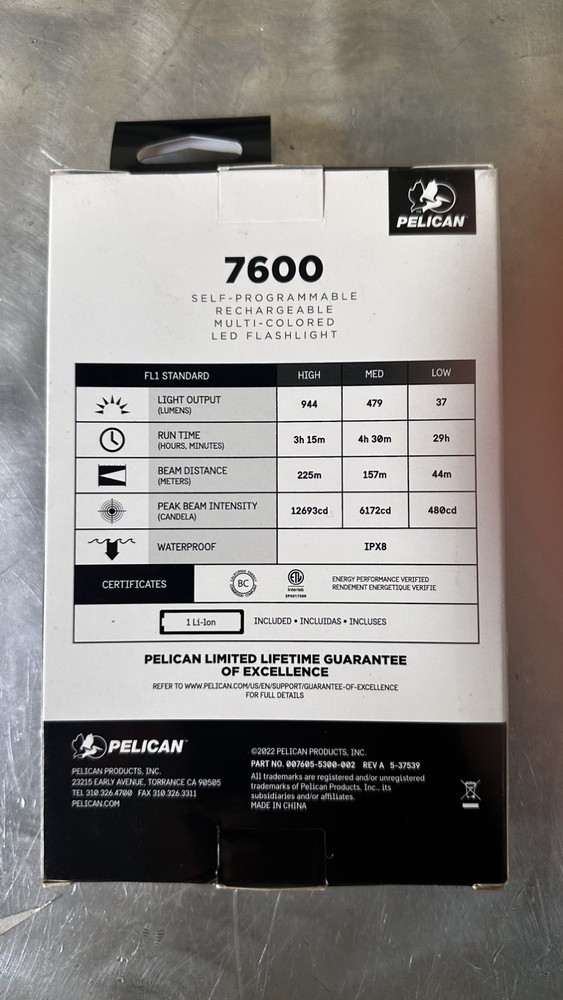 PELICAN
7600
SELF-PROGRAMMABLE
RECHARGEABLE
MULTI-COLORED
LED FLASHLIGHT
FL1 STANDARD HIGH MED LOW
LIGHT OUTPUT
(LUMENS) 944 479 37
RUN TIME
(HOURS, MINUTES) 3h 15m 4h 30m 29h
BEAM DISTANCE
(METERS) 225m 157m 44m
PEAK BEAM INTENSITY
(CANDELA) 12693cd 6172cd 480cd
WATERPROOF IPX8
CERTIFICATES BC ETL Intertek ENERGY PERFORMANCE VERIFIED
RENDEMENT ENERGETIQUE VERIFIE
1 Li-Ion INCLUDED • INCLUIDAS • INCLUSES
PELICAN LIMITED LIFETIME GUARANTEE
OF EXCELLENCE
REFER TO WWW.PELICAN.COM/US/EN/SUPPORT/GUARANTEE-OF-EXCELLENCE
FOR FULL DETAILS
PELICAN
PELICAN PRODUCTS, INC.
23215 EARLY AVENUE, TORRANCE CA 90505
TEL 310.326.4700 FAX 310.326.3311
PELICAN.COM
©2022 PELICAN PRODUCTS, INC.
PART NO. 007605-5300-002 REV A 5-37539
All trademarks are registered and/or unregistered
trademarks of Pelican Products, Inc., its
subsidiaries and/or affiliates.
MADE IN CHINA